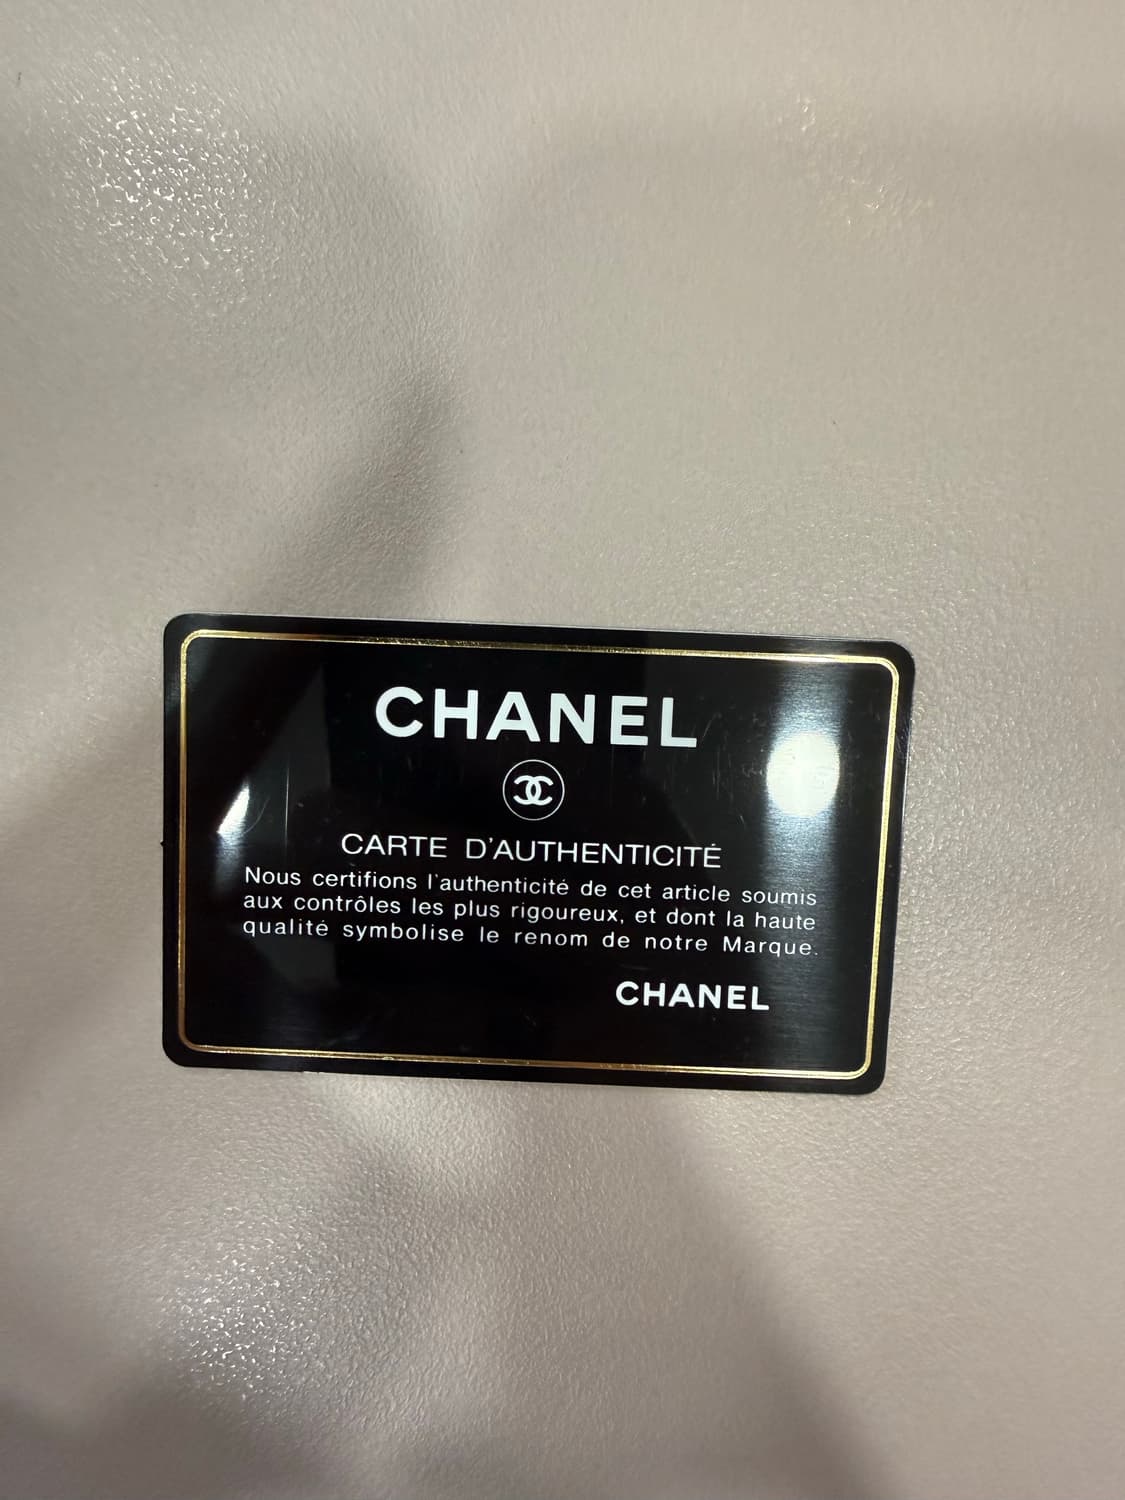 CHANEL
CARTE D'AUTHENTICITÉ
Nous certifions l'authenticité de cet article soumis
aux contrôles les plus rigoureux, et dont la haute
qualité symbolise le renom de notre Marque.
CHANEL